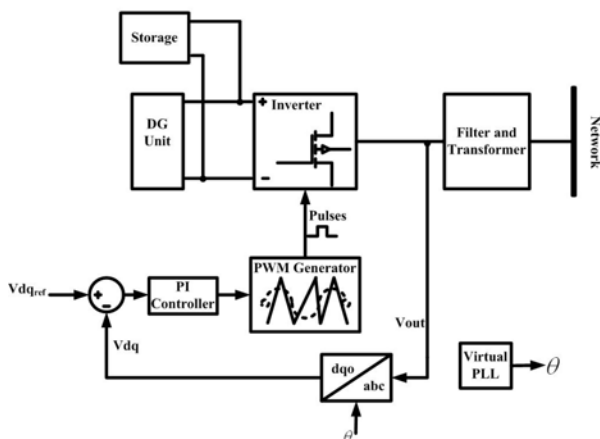 Storage
DG
Unit
+
Inverter
-
Filter and
Transformer
Network
Pulses
PWM Generator
Vdqref
+
-
PI
Controller
Vdq
Vout
dqo
abc
θ
Virtual
PLL
θ